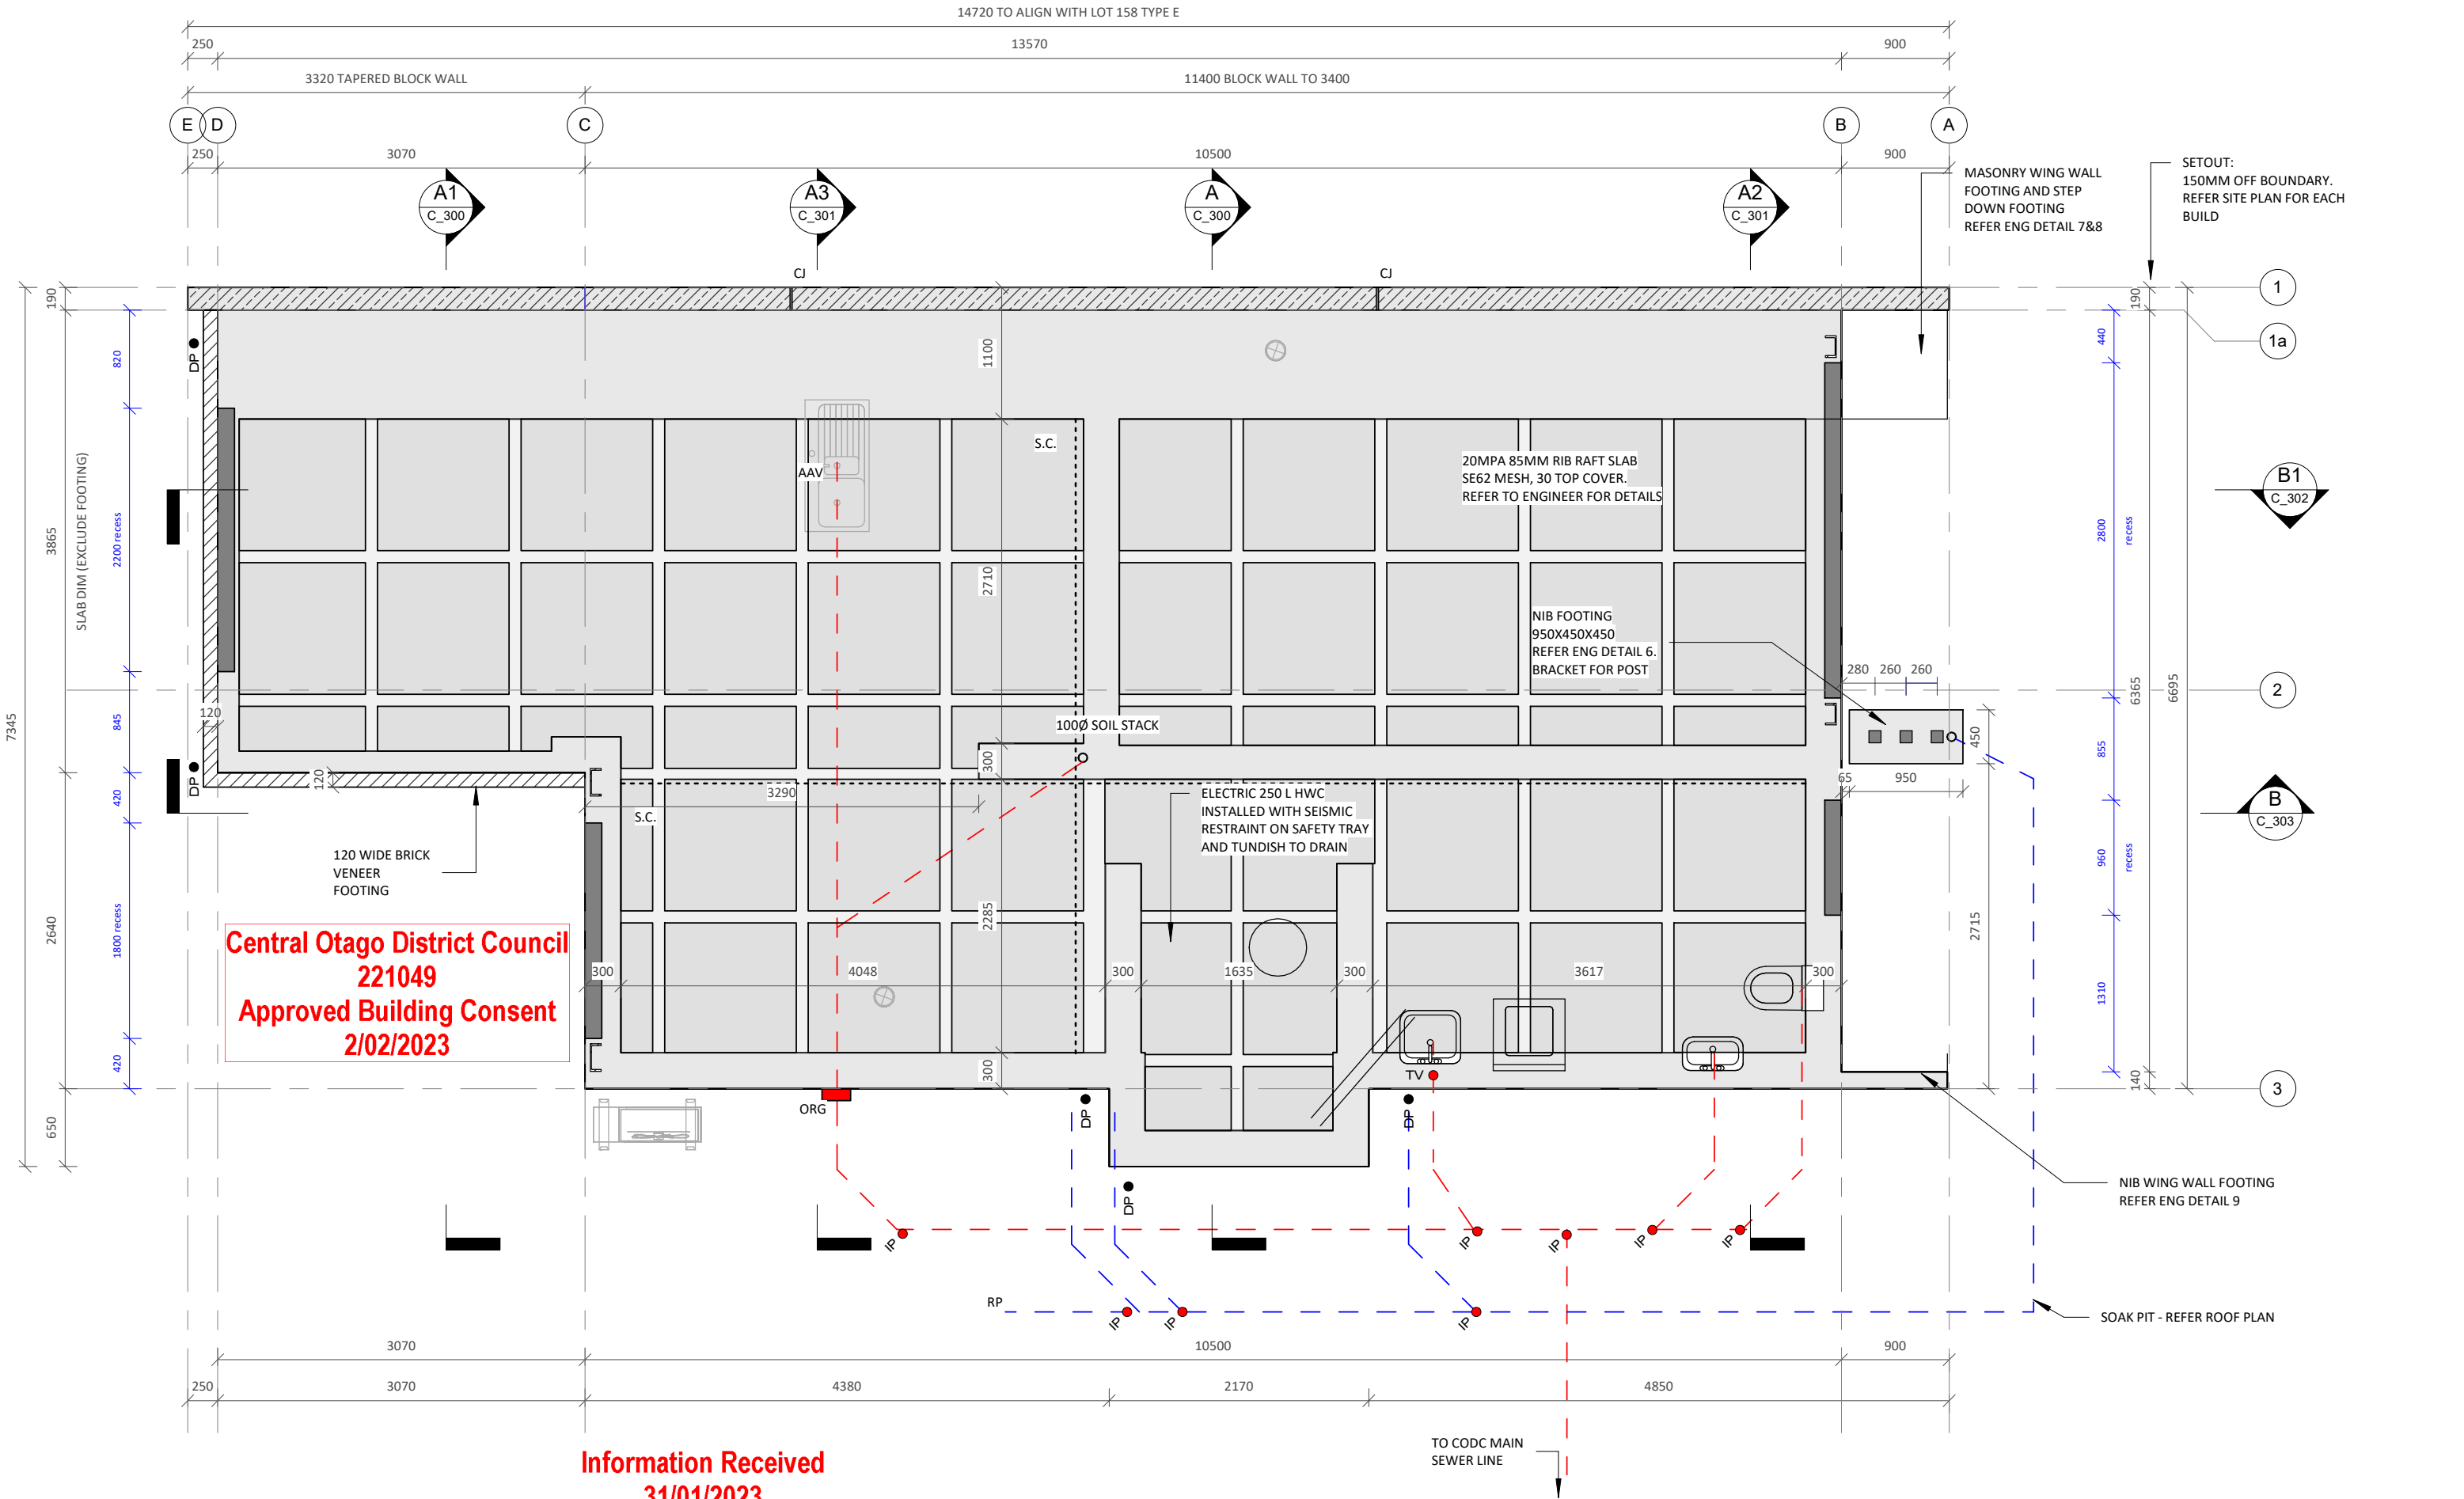 14720 TO ALIGN WITH LOT 158 TYPE E
250
13570
900
3320 TAPERED BLOCK WALL
11400 BLOCK WALL TO 3400
E
D
C
B
A
250
3070
10500
900
A1
C_300
A3
C_301
A
C_300
A2
C_301
MASONRY WING WALL
FOOTING AND STEP
DOWN FOOTING
REFER ENG DETAIL 7&8
SETOUT:
150MM OFF BOUNDARY.
REFER SITE PLAN FOR EACH
BUILD
CJ
CJ
1
1a
190
190
820
DP
1100
440
S.C.
AAV
20MPA 85MM RIB RAFT SLAB
SE62 MESH, 30 TOP COVER.
REFER TO ENGINEER FOR DETAILS
B1
C_302
7345
3865
SLAB DIM (EXCLUDE FOOTING)
2200 recess
2710
2800
recess
NIB FOOTING
950X450X450
REFER ENG DETAIL 6.
BRACKET FOR POST
280
260
260
6365
6695
2
845
120
100Ø SOIL STACK
450
855
300
DP
120
65
950
3290
ELECTRIC 250 L HWC
INSTALLED WITH SEISMIC
RESTRAINT ON SAFETY TRAY
AND TUNDISH TO DRAIN
B
C_303
420
S.C.
120 WIDE BRICK
VENEER
FOOTING
960
recess
2640
1800 recess
2285
2715
Central Otago District Council
221049
Approved Building Consent
2/02/2023
300
4048
300
1635
300
3617
300
1310
420
300
TV
140
3
ORG
DP
DP
650
DP
NIB WING WALL FOOTING
REFER ENG DETAIL 9
IP
IP
IP
IP
IP
RP
IP
IP
IP
SOAK PIT - REFER ROOF PLAN
3070
10500
900
250
3070
4380
2170
4850
TO CODC MAIN
SEWER LINE
Information Received
31/01/2023